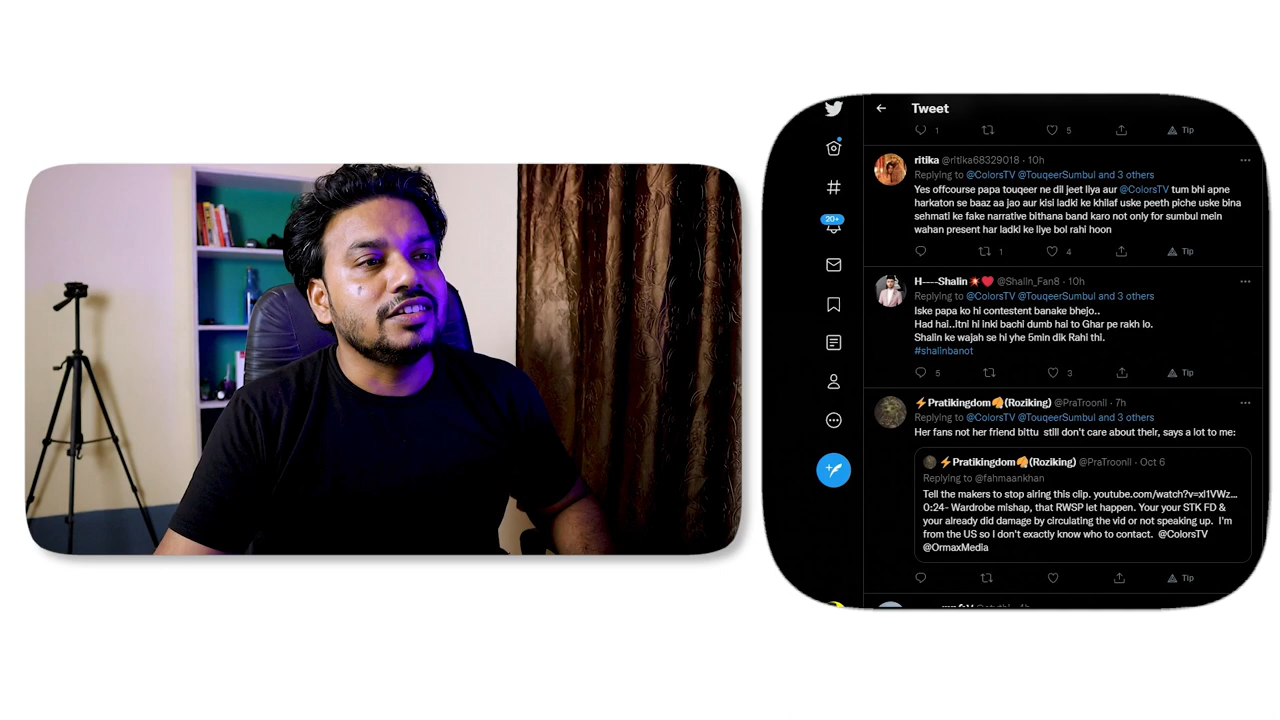 Tweet
1
5
Tip
ritika @ritika68329018 · 10h
Replying to @ColorsTV @TouqeerSumbul and 3 others
Yes offcourse papa touqeer ne dil jeet liya aur @ColorsTV tum bhi apne
harkaton se baaz aa jao aur kisi ladki ke khilaf uske peeth piche uske bina
sehmati ke fake narrative bithana band karo not only for sumbul mein
wahan present har ladki ke liye bol rahi hoon
1
4
Tip
20+
H----Shalin @Shalin_Fan8 · 10h
Replying to @ColorsTV @TouqeerSumbul and 3 others
Iske papa ko hi contestent banake bhejo..
Had hai..itni hi inki bachi dumb hai to Ghar pe rakh lo.
Shalin ke wajah se hi yhe 5min dik Rahi thi.
#shalinbanot
5
3
Tip
⚡Pratikingdom(Roziking) @PraTroonII · 7h
Replying to @ColorsTV @TouqeerSumbul and 3 others
Her fans not her friend bittu still don't care about their, says a lot to me:
⚡Pratikingdom(Roziking) @PraTroonII · Oct 6
Replying to @fahmaankhan
Tell the makers to stop airing this clip. youtube.com/watch?v=xl1VWz...
0:24- Wardrobe mishap, that RWSP let happen. Your your STK FD &
your already did damage by circulating the vid or not speaking up. I'm
from the US so I don't exactly know who to contact. @ColorsTV
@OrmaxMedia
Tip